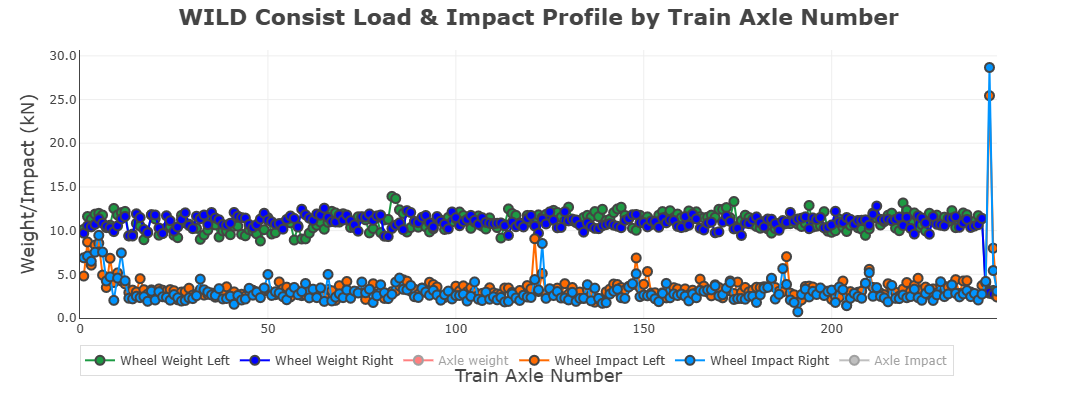 WILD Consist Load & Impact Profile by Train Axle Number
Weight/Impact (kN)
30.0
25.0
20.0
15.0
10.0
5.0
0.0
0 50 100 150 200
Wheel Weight Left Wheel Weight Right Axle weight Wheel Impact Left Wheel Impact Right Axle Impact
Train Axle Number